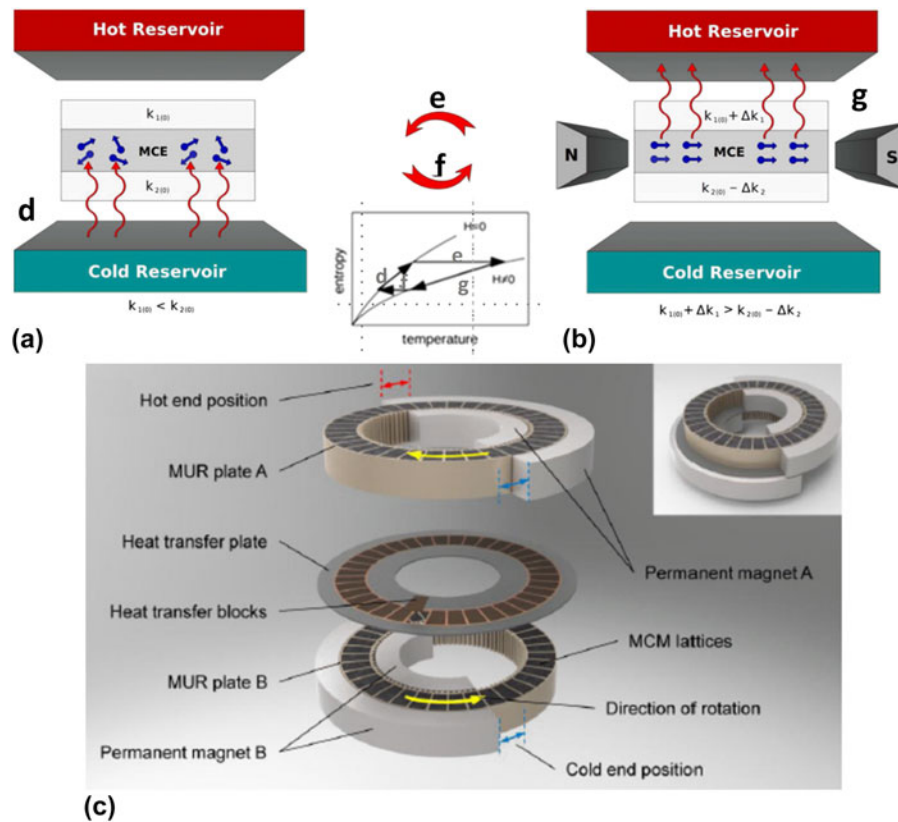 Hot Reservoir
k1(0)
MCE
k2(0)
d
Cold Reservoir
k1(0) < k2(0)
(a)
e
f
entropy
H=0
d
f
e
g
H≠0
temperature
Hot Reservoir
g
k1(0) + Δk1
N
MCE
S
k2(0) − Δk2
Cold Reservoir
k1(0) + Δk1 > k2(0) − Δk2
(b)
Hot end position
MUR plate A
Heat transfer plate
Permanent magnet A
Heat transfer blocks
MCM lattices
MUR plate B
Direction of rotation
Permanent magnet B
Cold end position
(c)